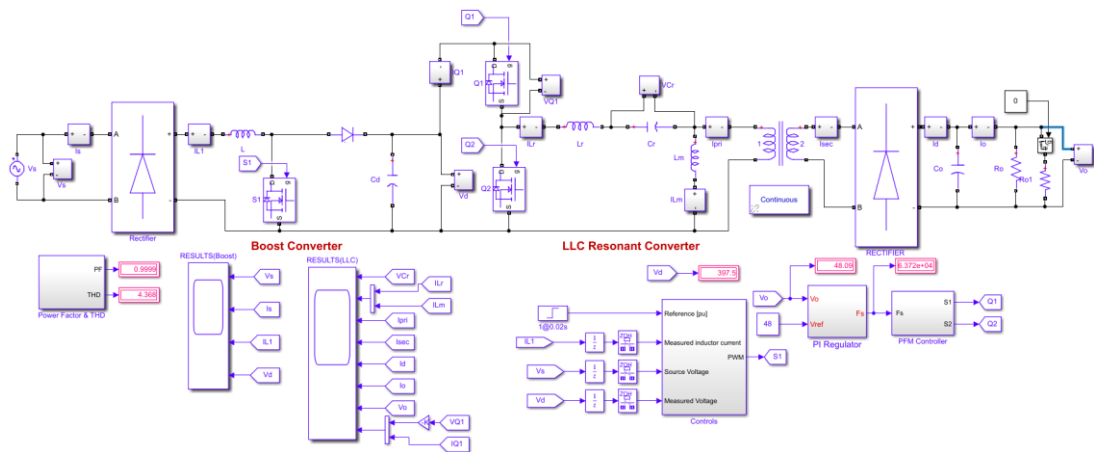 Q1
IQ1
Q1
VQ1
VCr
0
Is
A
IL1
L
ILr
Lr
Cr
Ipri
Isec
A
Id
Io
Vs
Vs
S1
S1
Cd
Vd
Q2
Q2
Lm
ILm
1
2
Continuous
Co
Ro
Ro1
Vo
B
B
Rectifier
Boost Converter
LLC Resonant Converter
RECTIFIER
RESULTS(Boost)
RESULTS(LLC)
PF
0.9999
THD
4.368
Power Factor & THD
Vs
Is
IL1
Vd
VCr
ILr
ILm
Ipri
Isec
Id
Io
Vo
VQ1
IQ1
Vd
397.5
48.09
6.372e+04
1@0.02s
Reference [pu]
IL1
Measured inductor current
PWM
S1
Vs
Source Voltage
Vd
Measured Voltage
Controls
Vo
Vo
Fs
48
Vref
PI Regulator
Fs
S1
S2
PFM Controller
Q1
Q2